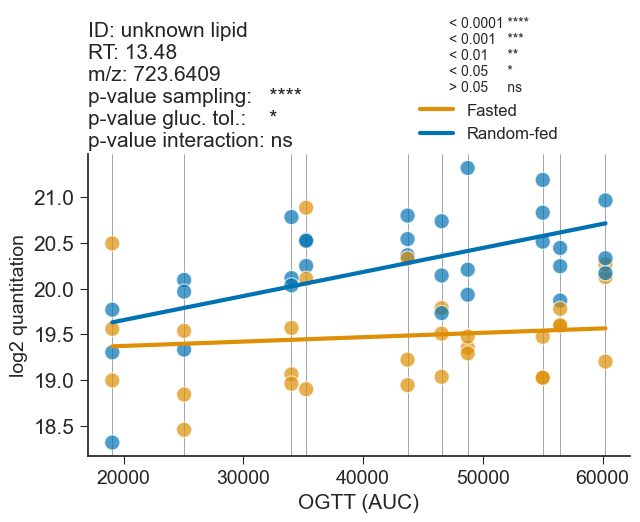 ID: unknown lipid
RT: 13.48
m/z: 723.6409
p-value sampling: ****
p-value gluc. tol.: *
p-value interaction: ns
< 0.0001 ****
< 0.001 ***
< 0.01 **
< 0.05 *
> 0.05 ns
Fasted
Random-fed
log2 quantitation
21.0
20.5
20.0
19.5
19.0
18.5
20000 30000 40000 50000 60000
OGTT (AUC)